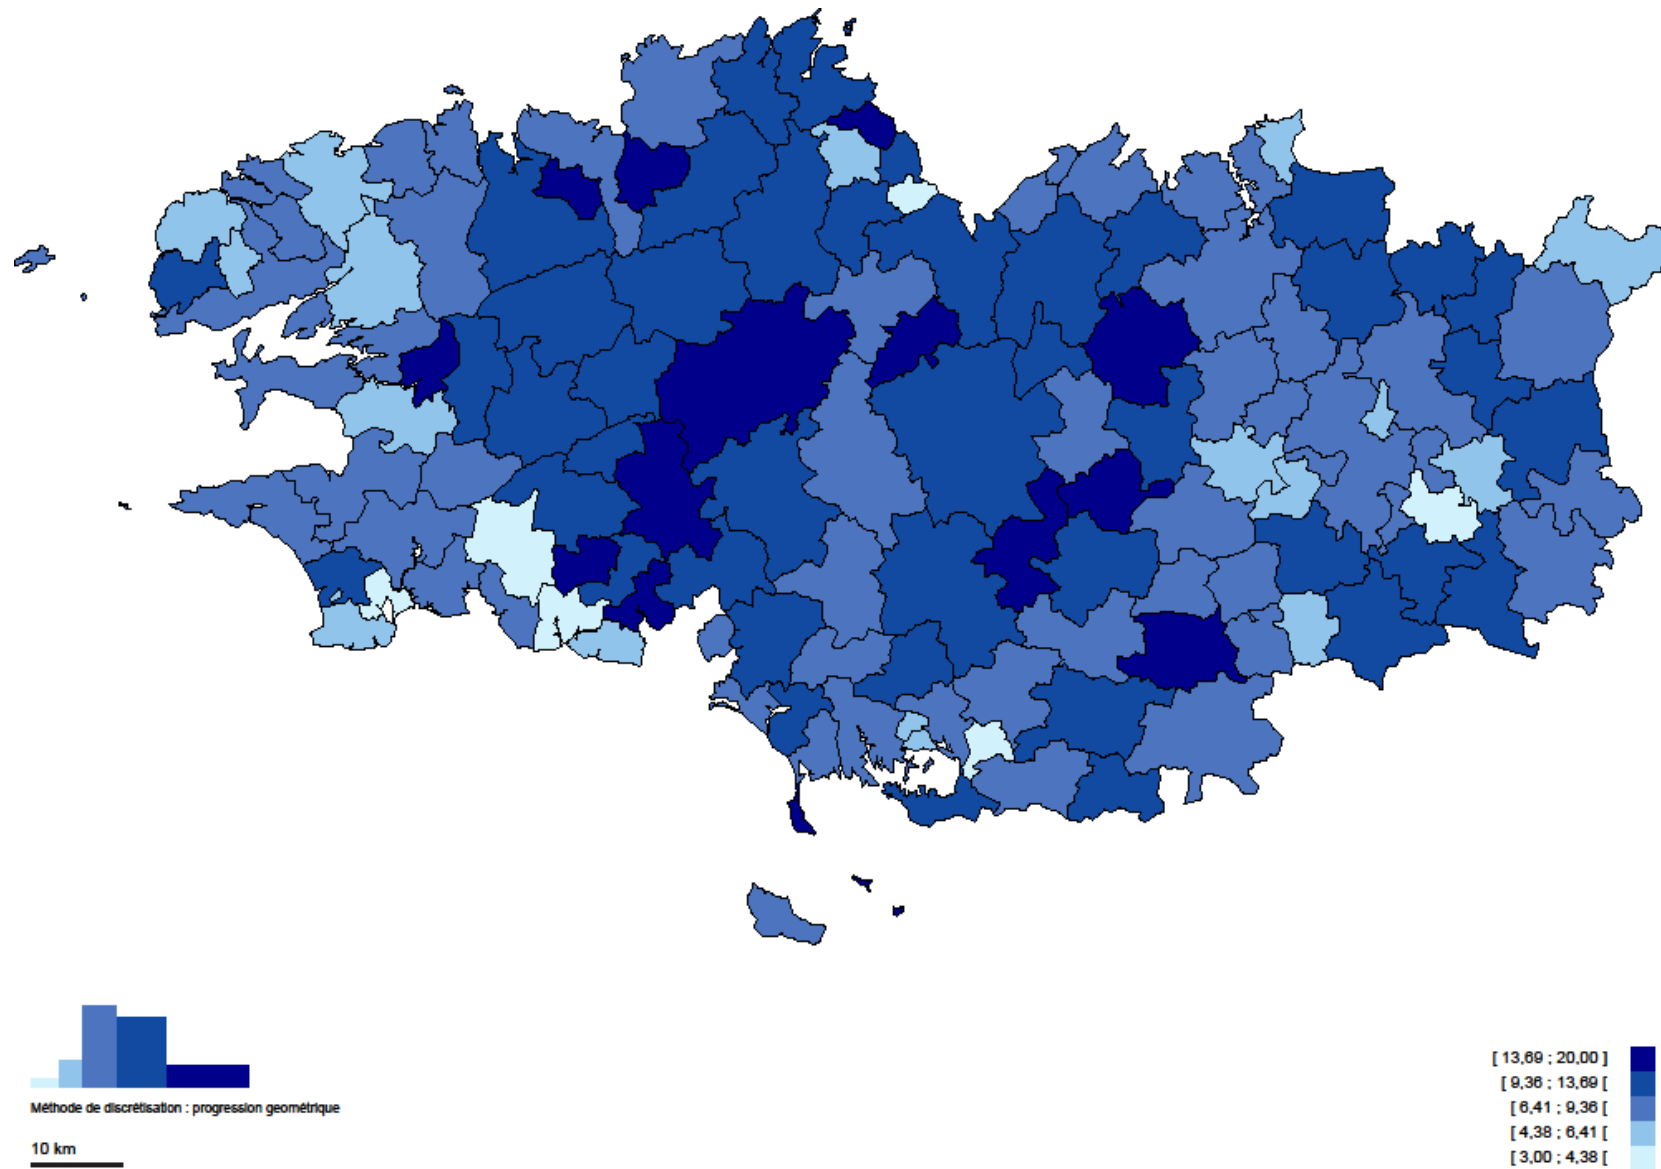 Méthode de discrétisation : progression geométrique
10 km
[ 13,69 ; 20,00 ]
[ 9,36 ; 13,69 [
[ 6,41 ; 9,36 [
[ 4,38 ; 6,41 [
[ 3,00 ; 4,38 [